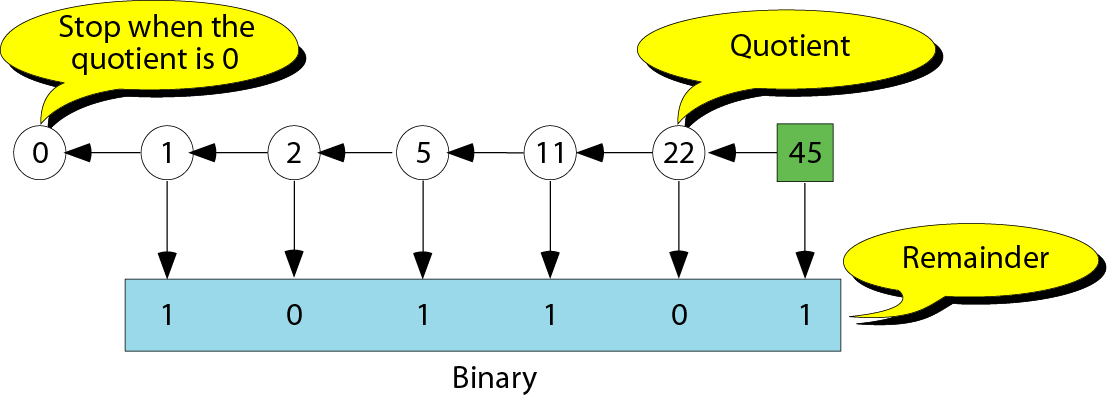 Stop when the
quotient is 0
Quotient
0 1 2 5 11 22 45
Remainder
1 0 1 1 0 1
Binary